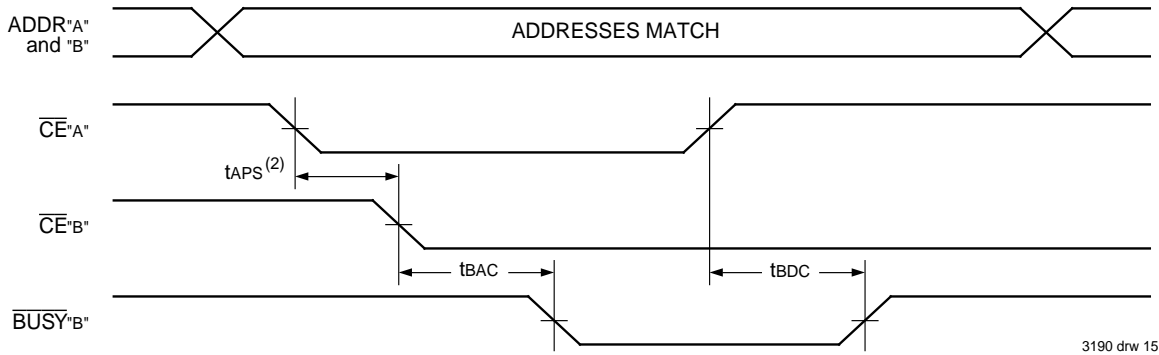 ADDR"A"
and "B"
ADDRESSES MATCH
CE"A"
tAPS(2)
CE"B"
tBAC
tBDC
BUSY"B"
3190 drw 15